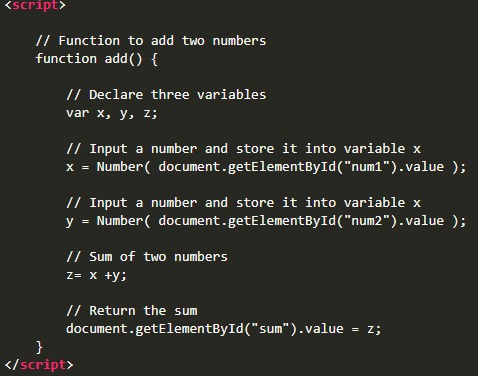 <script>
// Function to add two numbers
function add() {
// Declare three variables
var x, y, z;
// Input a number and store it into variable x
x = Number( document.getElementById("num1").value );
// Input a number and store it into variable x
y = Number( document.getElementById("num2").value );
// Sum of two numbers
z= x +y;
// Return the sum
document.getElementById("sum").value = z;
}
</script>